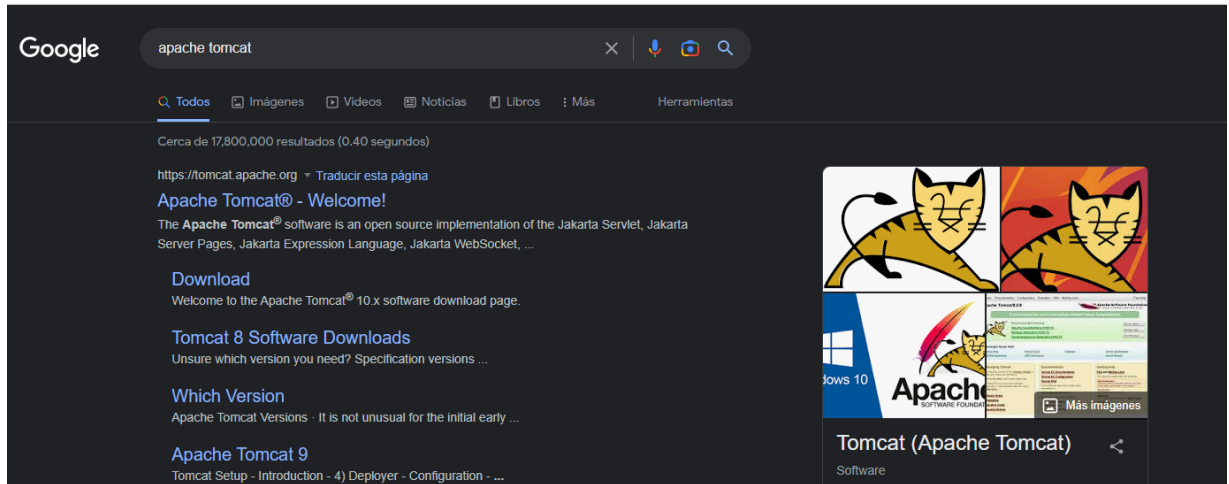 Google
apache tomcat
Todos Imágenes Videos Noticias Libros Más Herramientas
Cerca de 17,800,000 resultados (0.40 segundos)
https://tomcat.apache.org Traducir esta página
Apache Tomcat® - Welcome!
The Apache Tomcat® software is an open source implementation of the Jakarta Servlet, Jakarta
Server Pages, Jakarta Expression Language, Jakarta WebSocket, ...
Download
Welcome to the Apache Tomcat® 10.x software download page.
Tomcat 8 Software Downloads
Unsure which version you need? Specification versions ...
Which Version
Apache Tomcat Versions · It is not unusual for the initial early ...
Apache Tomcat 9
Tomcat Setup - Introduction - 4) Deployer - Configuration - ...
dows 10
Apache
SOFTWARE FOUNDAT
Más imágenes
Tomcat (Apache Tomcat)
Software